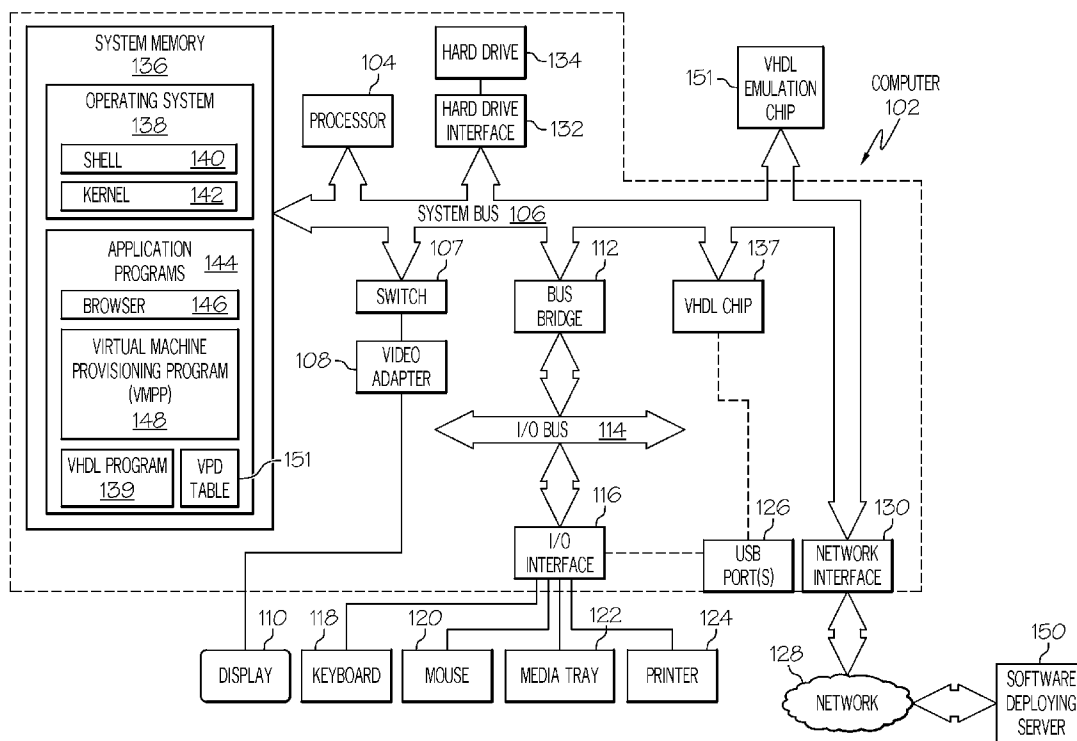 SYSTEM MEMORY
136
OPERATING SYSTEM
138
SHELL 140
KERNEL 142
APPLICATION
PROGRAMS 144
BROWSER 146
VIRTUAL MACHINE
PROVISIONING PROGRAM
(VMPP)
148
VHDL PROGRAM
139
VPD
TABLE
151
104
PROCESSOR
HARD DRIVE
134
HARD DRIVE
INTERFACE
132
151
VHDL
EMULATION
CHIP
COMPUTER
102
SYSTEM BUS 106
107
SWITCH
112
BUS
BRIDGE
137
VHDL CHIP
108
VIDEO
ADAPTER
I/O BUS 114
116
I/O
INTERFACE
126
USB
PORT(S)
130
NETWORK
INTERFACE
110
DISPLAY
118
KEYBOARD
120
MOUSE
122
MEDIA TRAY
124
PRINTER
128
NETWORK
150
SOFTWARE
DEPLOYING
SERVER